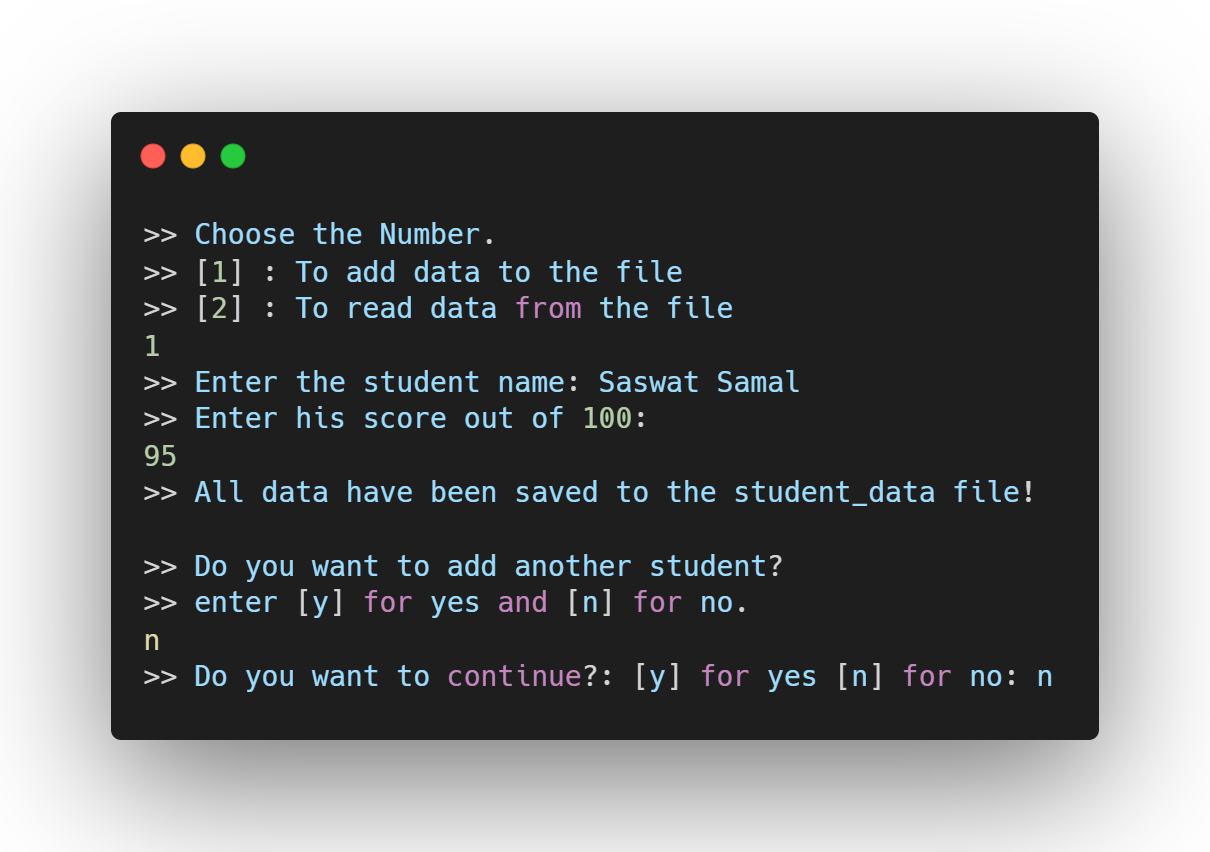 >> Choose the Number.
>> [1] : To add data to the file
>> [2] : To read data from the file
1
>> Enter the student name: Saswat Samal
>> Enter his score out of 100:
95
>> All data have been saved to the student_data file!
>> Do you want to add another student?
>> enter [y] for yes and [n] for no.
n
>> Do you want to continue?: [y] for yes [n] for no: n